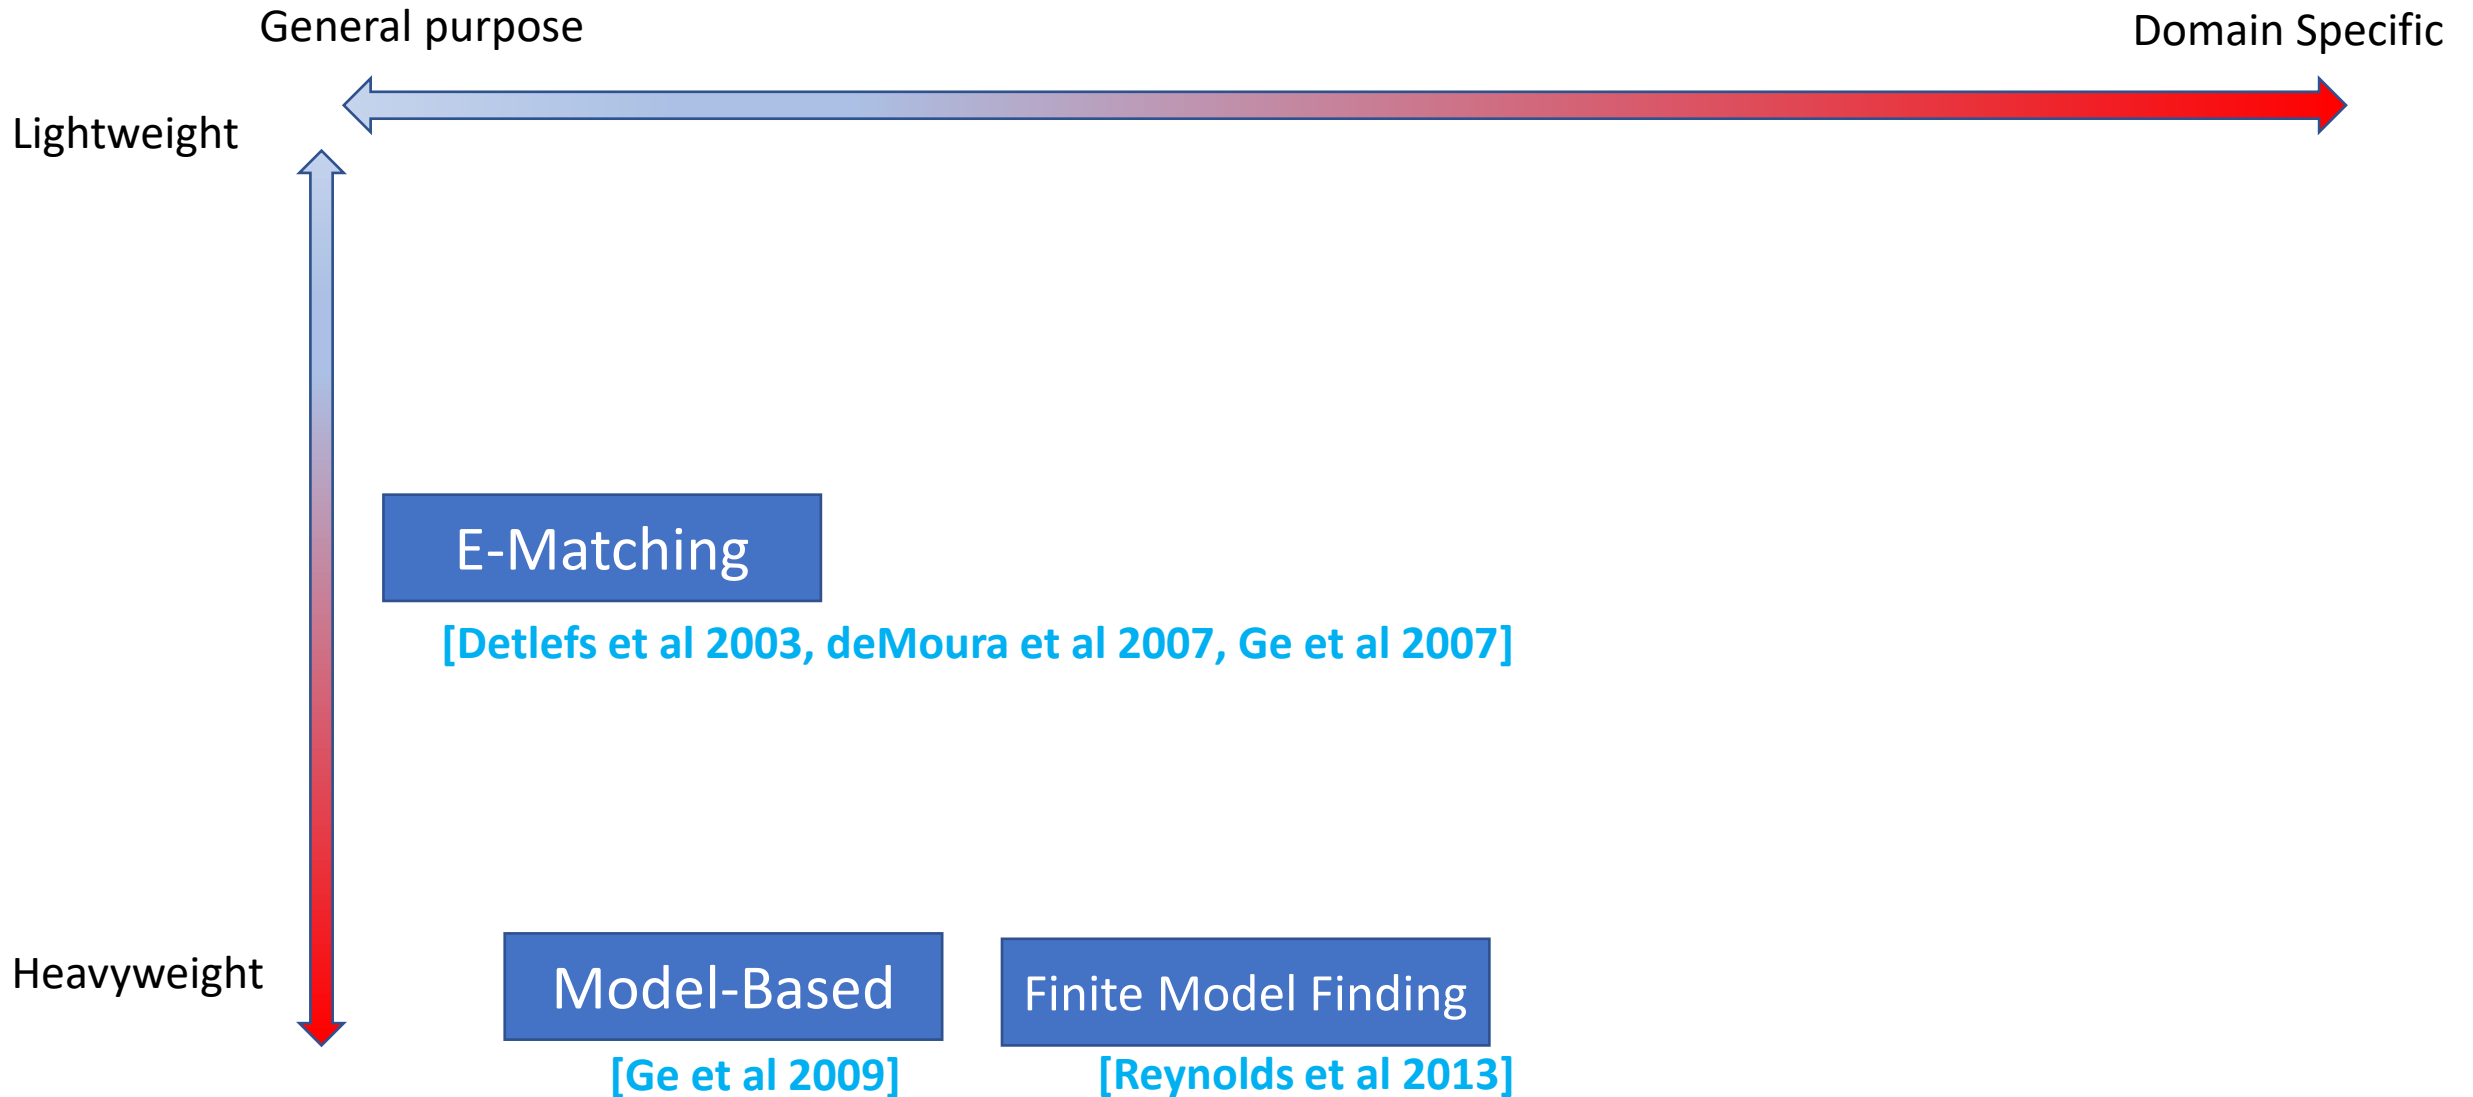 General purpose
Domain Specific
Lightweight
E-Matching
[Detlefs et al 2003, deMoura et al 2007, Ge et al 2007]
Heavyweight
Model-Based
Finite Model Finding
[Ge et al 2009]
[Reynolds et al 2013]